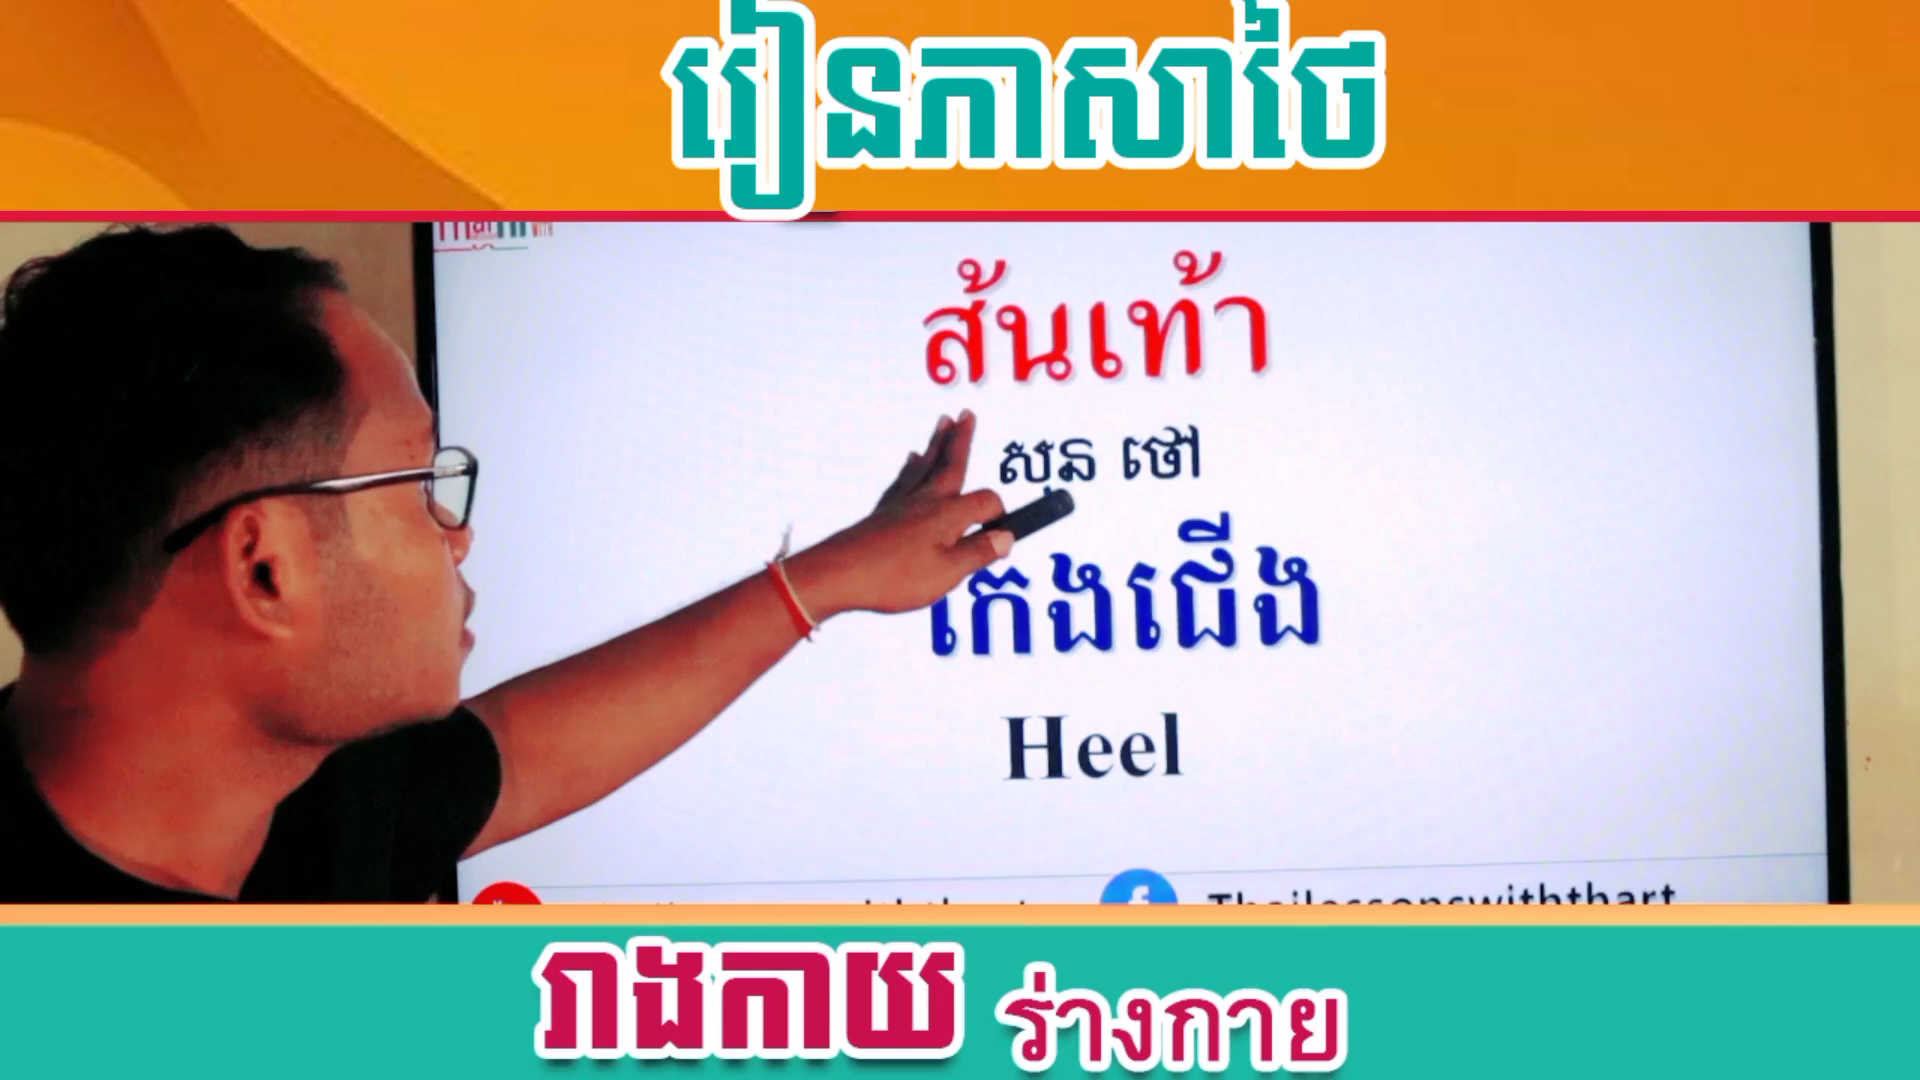 រៀនភាសាថៃ
ส้นเท้า
សុន ថៅ
កែងជើង
Heel
Thailessonswiththart
រាងកាយ ร่างกาย